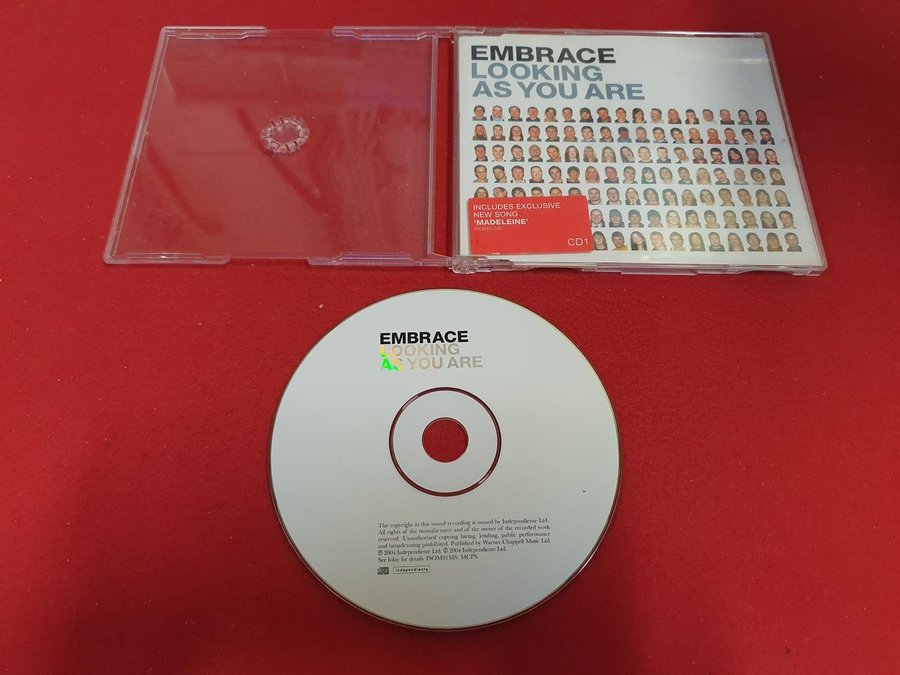 EMBRACE
LOOKING
AS YOU ARE
INCLUDES EXCLUSIVE
NEW SONG
'MADELEINE'
CD1
EMBRACE
LOOKING
AS YOU ARE
The copyright in this sound recording is owned by Independiente Ltd.
All rights of the manufacturer and of the owner of the recorded work
reserved. Unauthorised copying hiring, lending, public performance
and broadcasting prohibited. Published by Warner Chappell Music Ltd.
℗ 2004 Independiente Ltd. © 2004 Independiente Ltd.
See Inlay for details. ISOM91MS. MCPS.
independiente